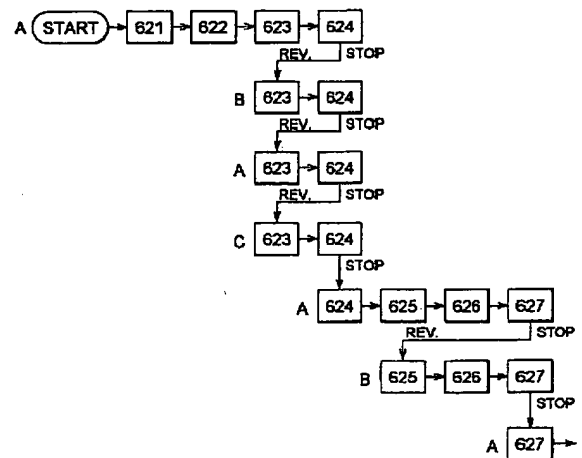 A START 621 622 623 624
REV. STOP
B 623 624
REV. STOP
A 623 624
REV. STOP
C 623 624
STOP
A 624 625 626 627
REV. STOP
B 625 626 627
STOP
A 627